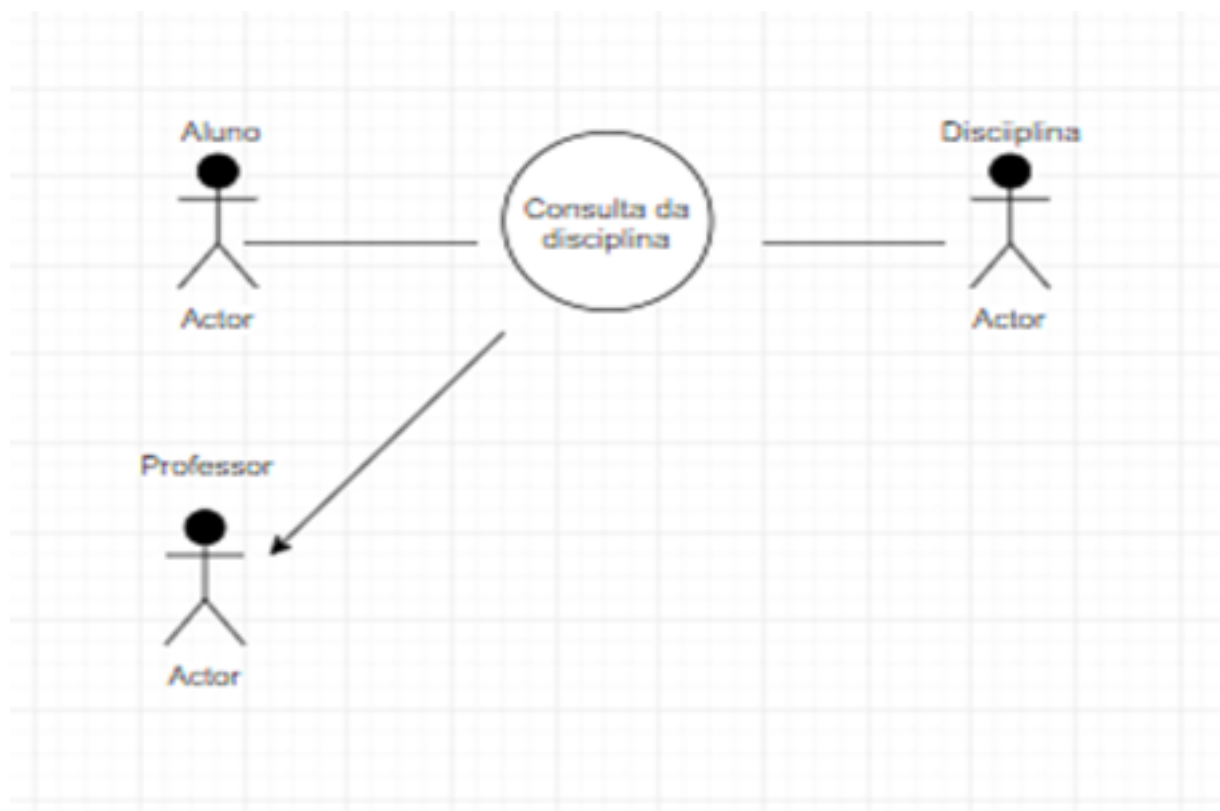 Aluno
Disciplina
Consulta da
disciplina
Actor
Actor
Professor
Actor